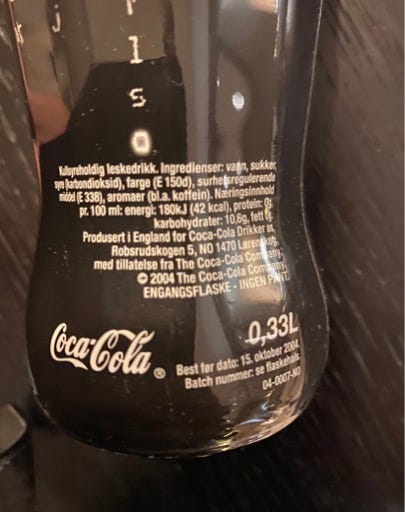 j
r
l
s
Kullsyreholdig leskedrikk. Ingredienser: vann, sukker,
syre (karbondioksid), farge (E 150d), surhetsregulerende
middel (E 338), aromaer (bl.a. koffein). Næringsinnhold
pr. 100 ml: energi: 180kJ (42 kcal), protein: 0g,
karbohydrater: 10,6g, fett
Produsert i England for Coca-Cola Drikker as,
Robsrudskogen 5, NO 1470 Lørenskog,
med tillatelse fra The Coca-Cola Company.
© 2004 The Coca-Cola Company.
ENGANGSFLASKE - INGEN PANT.
0,33L
Coca-Cola ®
Best før dato: 15. oktober 2004.
Batch nummer: se flaskehals.
04-0007-NO